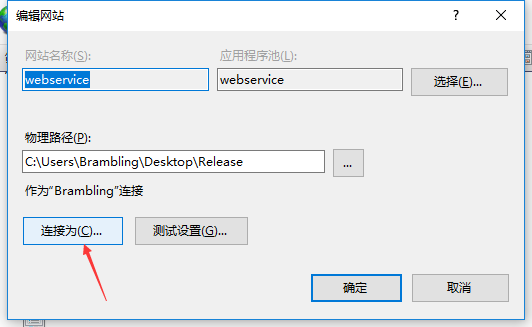 编辑网站
网站名称(S):
应用程序池(L):
webservice
webservice
选择(E)...
物理路径(P):
C:\Users\Brambling\Desktop\Release
...
作为“Brambling”连接
连接为(C)...
测试设置(G)...
确定
取消